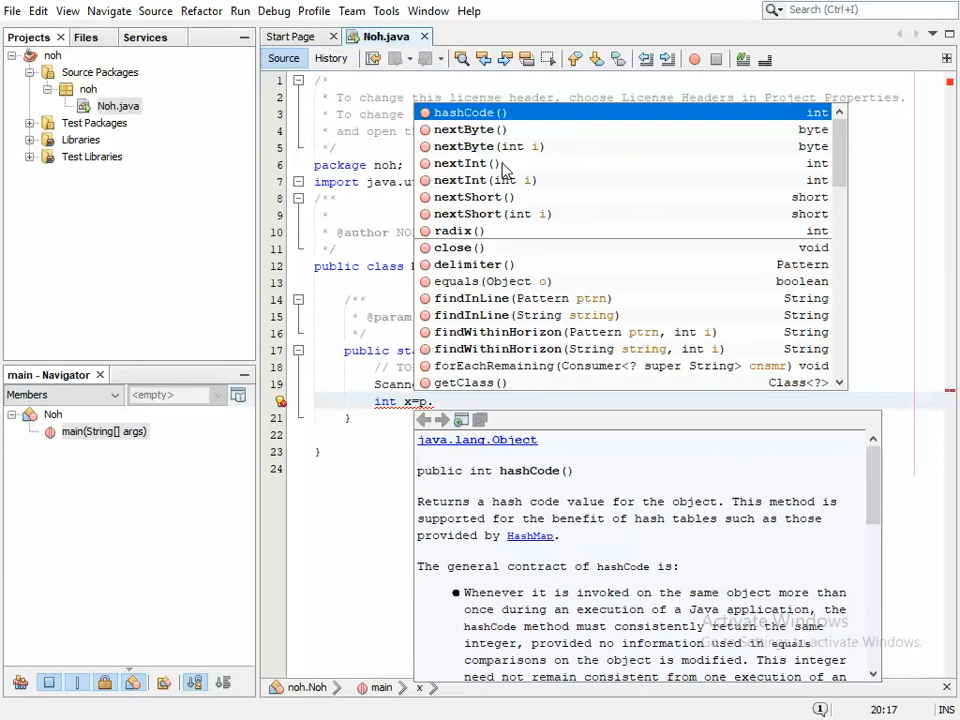 File Edit View Navigate Source Refactor Run Debug Profile Team Tools Window Help
Search (Ctrl+I)
Projects Files Services
Start Page Noh.java
Source History
noh
Source Packages
noh
Noh.java
Test Packages
Libraries
Test Libraries
main - Navigator
Members <empty>
Noh
main(String[] args)
1 /*
2 * To change this license header, choose License Headers in Project Properties.
3 * To change
4 * and open th
5 */
6 package noh;
7 import java.ut
8 /**
9 *
10 * @author NO
11 */
12 public class
13
14 /**
15 * @param
16 */
17 public sta
18 // TO
19 Scanne
int x=p.
21 }
22
23 }
24
hashCode() int
nextByte() byte
nextByte(int i) byte
nextInt() int
nextInt(int i) int
nextShort() short
nextShort(int i) short
radix() int
close() void
delimiter() Pattern
equals(Object o) boolean
findInLine(Pattern ptrn) String
findInLine(String string) String
findWithinHorizon(Pattern ptrn, int i) String
findWithinHorizon(String string, int i) String
forEachRemaining(Consumer<? super String> cnsmr) void
getClass() Class<?>
java.lang.Object
public int hashCode()
Returns a hash code value for the object. This method is
supported for the benefit of hash tables such as those
provided by HashMap.
The general contract of hashCode is:
Whenever it is invoked on the same object more than
once during an execution of a Java application, the
hashCode method must consistently return the same
integer, provided no information used in equals
comparisons on the object is modified. This integer
need not remain consistent from one execution of an
Activate Windows
Go to Settings to activate Windows.
noh.Noh main x
1 20:17 INS